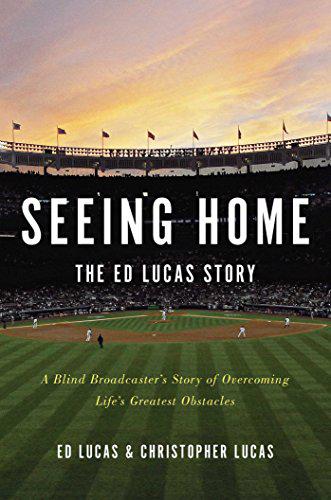 SEEING HOME
THE ED LUCAS STORY
A Blind Broadcaster's Story of Overcoming
Life's Greatest Obstacles
ED LUCAS & CHRISTOPHER LUCAS